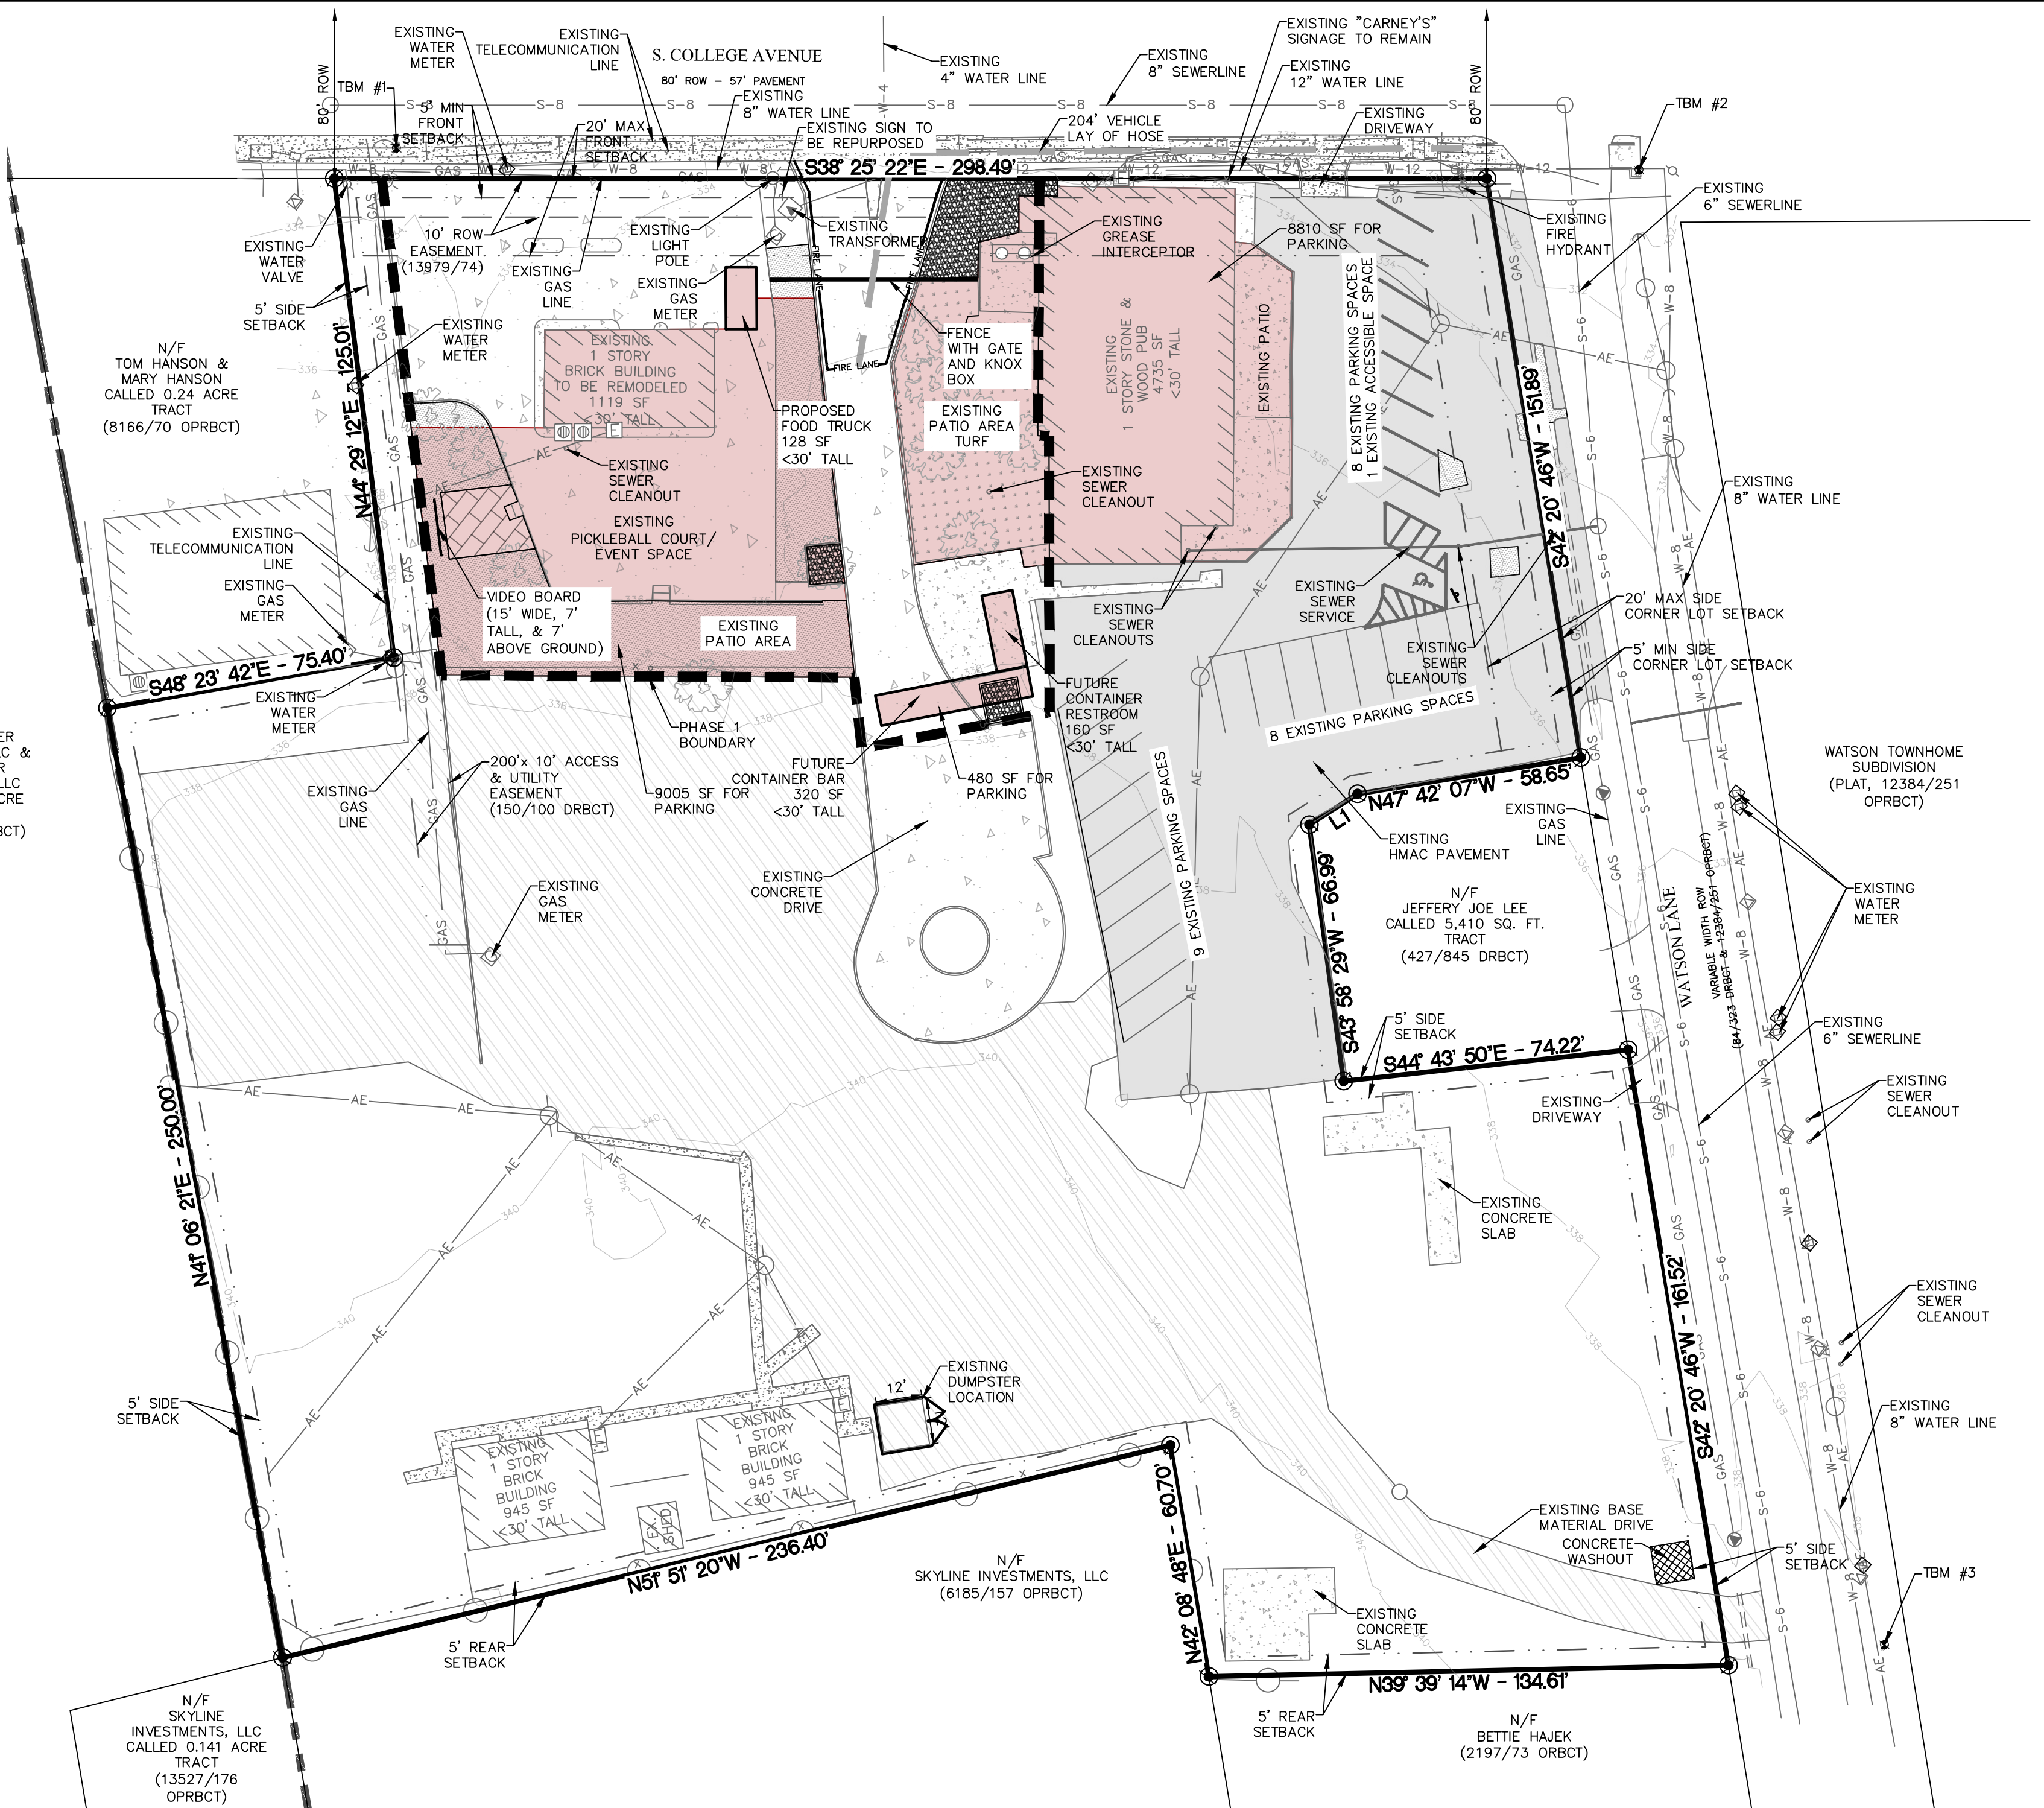 EXISTING
WATER
METER
EXISTING
TELECOMMUNICATION
LINE
S. COLLEGE AVENUE
80' ROW - 57' PAVEMENT
EXISTING
8" WATER LINE
EXISTING
4" WATER LINE
EXISTING
8" SEWERLINE
EXISTING "CARNEY'S"
SIGNAGE TO REMAIN
EXISTING
12" WATER LINE
80' ROW
80' ROW
TBM #1
TBM #2
5' MIN
FRONT
SETBACK
20' MAX
FRONT
SETBACK
EXISTING SIGN TO
BE REPURPOSED
204' VEHICLE
LAY OF HOSE
EXISTING
DRIVEWAY
S38° 25' 22"E - 298.49'
EXISTING
6" SEWERLINE
EXISTING
FIRE
HYDRANT
EXISTING
WATER
VALVE
10' ROW
EASEMENT
(13979/74)
EXISTING
GAS
LINE
EXISTING
LIGHT
POLE
EXISTING
TRANSFORMER
EXISTING
GAS
METER
EXISTING
GREASE
INTERCEPTOR
8810 SF FOR
PARKING
5' SIDE
SETBACK
EXISTING
WATER
METER
FIRE LANE
FIRE LANE
FIRE LANE
N/F
TOM HANSON &
MARY HANSON
CALLED 0.24 ACRE
TRACT
(8166/70 OPRBCT)
N44° 29' 12"E - 125.01'
EXISTING
1 STORY
BRICK BUILDING
TO BE REMODELED
1119 SF
<30' TALL
FENCE
WITH GATE
AND KNOX
BOX
EXISTING
1 STORY STONE &
WOOD PUB
4735 SF
<30' TALL
EXISTING PATIO
8 EXISTING PARKING SPACES
1 EXISTING ACCESSIBLE SPACE
S42° 20' 46"W - 151.89'
PROPOSED
FOOD TRUCK
128 SF
<30' TALL
EXISTING
PATIO AREA
TURF
EXISTING
SEWER
CLEANOUT
EXISTING
SEWER
CLEANOUT
EXISTING
PICKLEBALL COURT/
EVENT SPACE
EXISTING
8" WATER LINE
EXISTING
TELECOMMUNICATION
LINE
EXISTING
GAS
METER
VIDEO BOARD
(15' WIDE, 7'
TALL, & 7'
ABOVE GROUND)
EXISTING
PATIO AREA
EXISTING
SEWER
CLEANOUTS
EXISTING
SEWER
SERVICE
EXISTING
SEWER
CLEANOUTS
20' MAX SIDE
CORNER LOT SETBACK
5' MIN SIDE
CORNER LOT SETBACK
S48° 23' 42"E - 75.40'
EXISTING
WATER
METER
PHASE 1
BOUNDARY
FUTURE
CONTAINER
RESTROOM
160 SF
<30' TALL
8 EXISTING PARKING SPACES
EXISTING
GAS
LINE
200'x 10' ACCESS
& UTILITY
EASEMENT
(150/100 DRBCT)
9005 SF FOR
PARKING
FUTURE
CONTAINER BAR
320 SF
<30' TALL
480 SF FOR
PARKING
9 EXISTING PARKING SPACES
N47° 42' 07"W - 58.65'
L1
EXISTING
HMAC PAVEMENT
EXISTING
GAS
LINE
WATSON TOWNHOME
SUBDIVISION
(PLAT, 12384/251
OPRBCT)
EXISTING
GAS
METER
EXISTING
CONCRETE
DRIVE
S43° 58' 29"W - 66.99'
N/F
JEFFERY JOE LEE
CALLED 5,410 SQ. FT.
TRACT
(427/845 DRBCT)
WATSON LANE
VARIABLE WIDTH ROW
(84/323 DRBCT & 12384/251 OPRBCT)
EXISTING
WATER
METER
5' SIDE
SETBACK
S44° 43' 50"E - 74.22'
EXISTING
6" SEWERLINE
EXISTING
DRIVEWAY
EXISTING
SEWER
CLEANOUT
N41° 06' 21"E - 250.00'
EXISTING
CONCRETE
SLAB
EXISTING
SEWER
CLEANOUT
S42° 20' 46"W - 161.52'
5' SIDE
SETBACK
12'
EXISTING
DUMPSTER
LOCATION
EXISTING
1 STORY
BRICK
BUILDING
945 SF
<30' TALL
EXISTING
1 STORY
BRICK
BUILDING
945 SF
<30' TALL
EX.
SHED
EXISTING
8" WATER LINE
N51° 51' 20"W - 236.40'
N42° 08' 48"E - 60.70'
EXISTING BASE
MATERIAL DRIVE
CONCRETE
WASHOUT
5' SIDE
SETBACK
TBM #3
N/F
SKYLINE INVESTMENTS, LLC
(6185/157 OPRBCT)
EXISTING
CONCRETE
SLAB
5' REAR
SETBACK
N39° 39' 14"W - 134.61'
5' REAR
SETBACK
N/F
BETTIE HAJEK
(2197/73 ORBCT)
N/F
SKYLINE
INVESTMENTS, LLC
CALLED 0.141 ACRE
TRACT
(13527/176
OPRBCT)